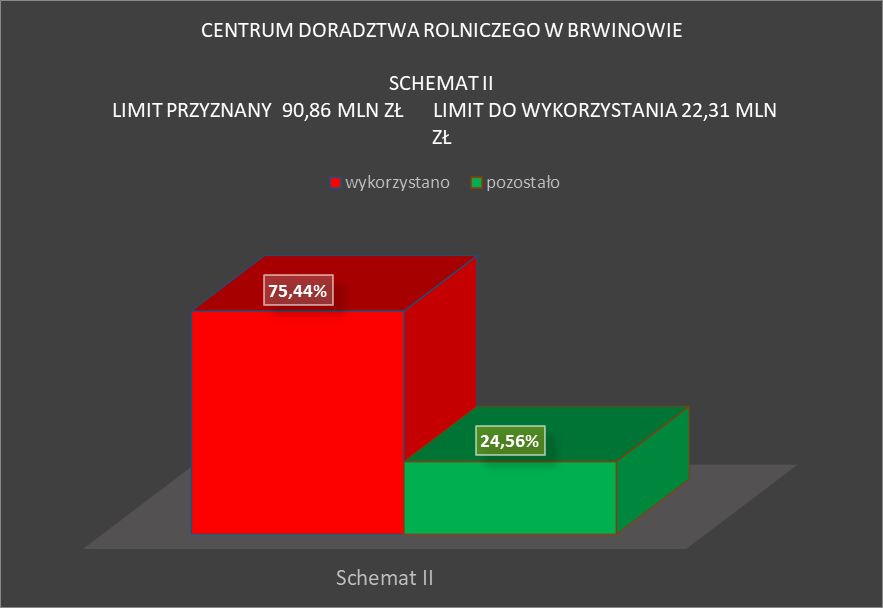 CENTRUM DORADZTWA ROLNICZEGO W BRWINOWIE
SCHEMAT II
LIMIT PRZYZNANY 90,86 MLN ZŁ LIMIT DO WYKORZYSTANIA 22,31 MLN
ZŁ
wykorzystano pozostało
75,44%
24,56%
Schemat II